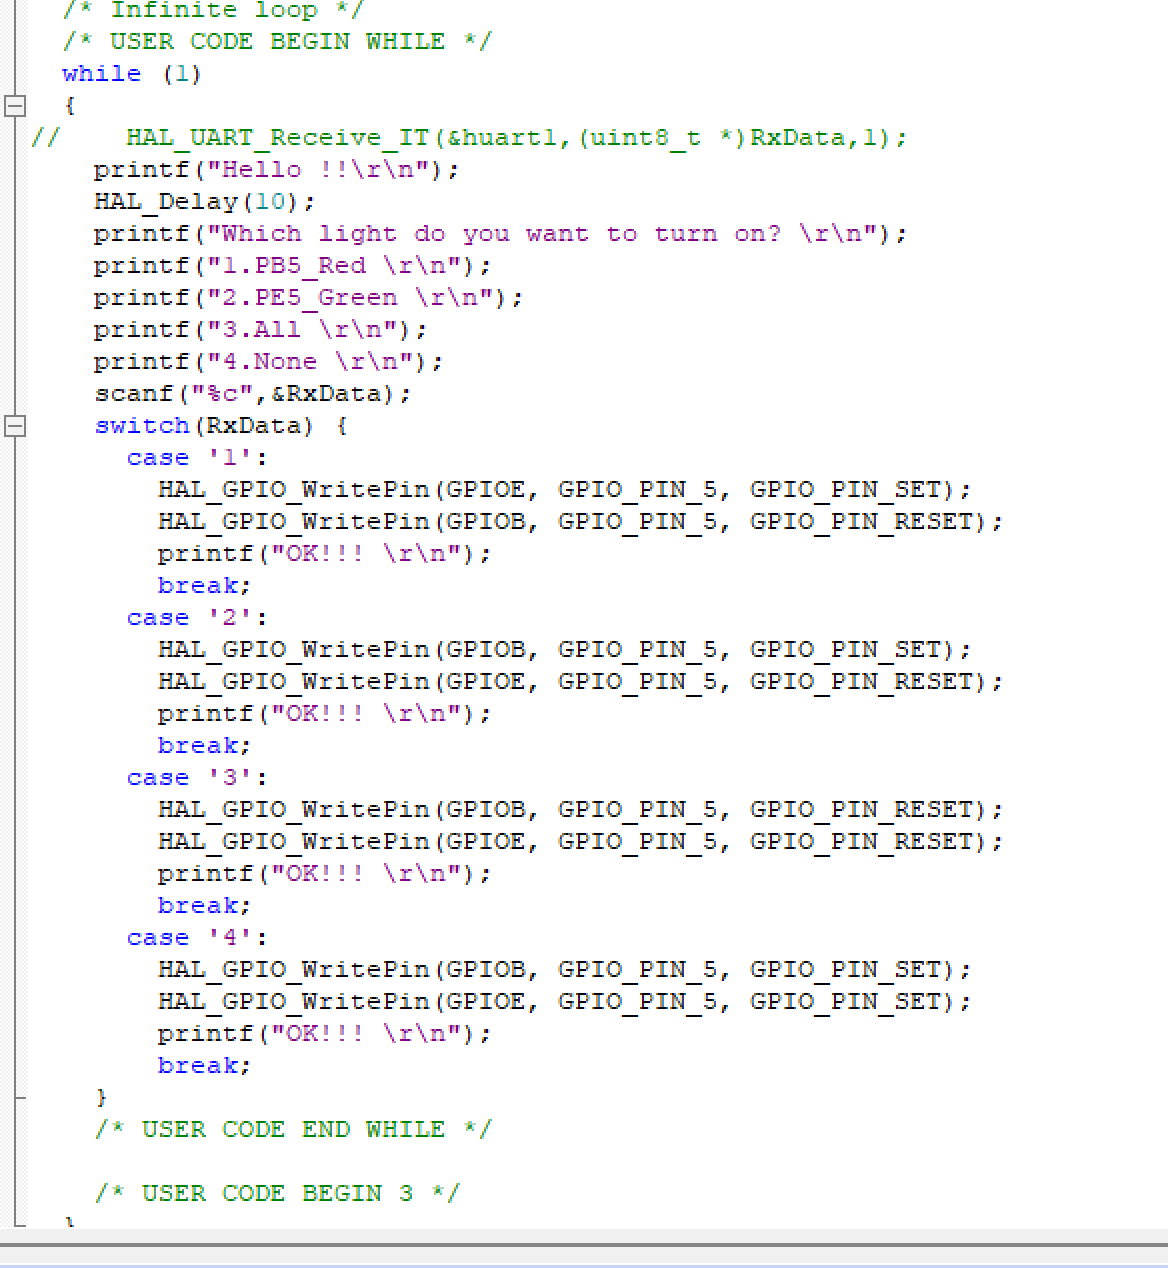 /* Infinite loop */
/* USER CODE BEGIN WHILE */
while (1)
{
//    HAL_UART_Receive_IT(&huart1,(uint8_t *)RxData,1);
printf("Hello !!\r\n");
HAL_Delay(10);
printf("Which light do you want to turn on? \r\n");
printf("1.PB5_Red \r\n");
printf("2.PE5_Green \r\n");
printf("3.All \r\n");
printf("4.None \r\n");
scanf("%c",&RxData);
switch(RxData) {
case '1':
HAL_GPIO_WritePin(GPIOE, GPIO_PIN_5, GPIO_PIN_SET);
HAL_GPIO_WritePin(GPIOB, GPIO_PIN_5, GPIO_PIN_RESET);
printf("OK!!! \r\n");
break;
case '2':
HAL_GPIO_WritePin(GPIOB, GPIO_PIN_5, GPIO_PIN_SET);
HAL_GPIO_WritePin(GPIOE, GPIO_PIN_5, GPIO_PIN_RESET);
printf("OK!!! \r\n");
break;
case '3':
HAL_GPIO_WritePin(GPIOB, GPIO_PIN_5, GPIO_PIN_RESET);
HAL_GPIO_WritePin(GPIOE, GPIO_PIN_5, GPIO_PIN_RESET);
printf("OK!!! \r\n");
break;
case '4':
HAL_GPIO_WritePin(GPIOB, GPIO_PIN_5, GPIO_PIN_SET);
HAL_GPIO_WritePin(GPIOE, GPIO_PIN_5, GPIO_PIN_SET);
printf("OK!!! \r\n");
break;
}
/* USER CODE END WHILE */
/* USER CODE BEGIN 3 */
}